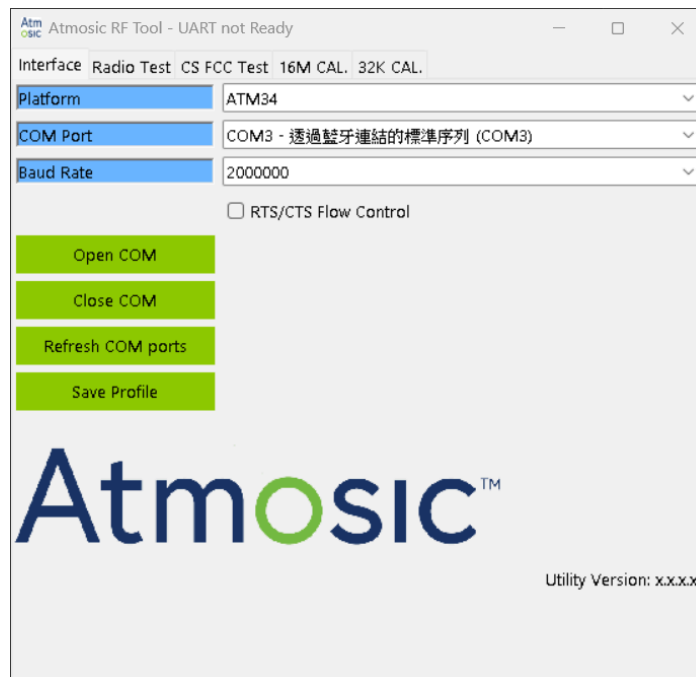 Atmosic RF Tool - UART not Ready
Interface Radio Test CS FCC Test 16M CAL. 32K CAL.
Platform ATM34
COM Port COM3 - 透過藍牙連結的標準序列 (COM3)
Baud Rate 2000000
RTS/CTS Flow Control
Open COM
Close COM
Refresh COM ports
Save Profile
Atmosic™
Utility Version: x.x.x.x